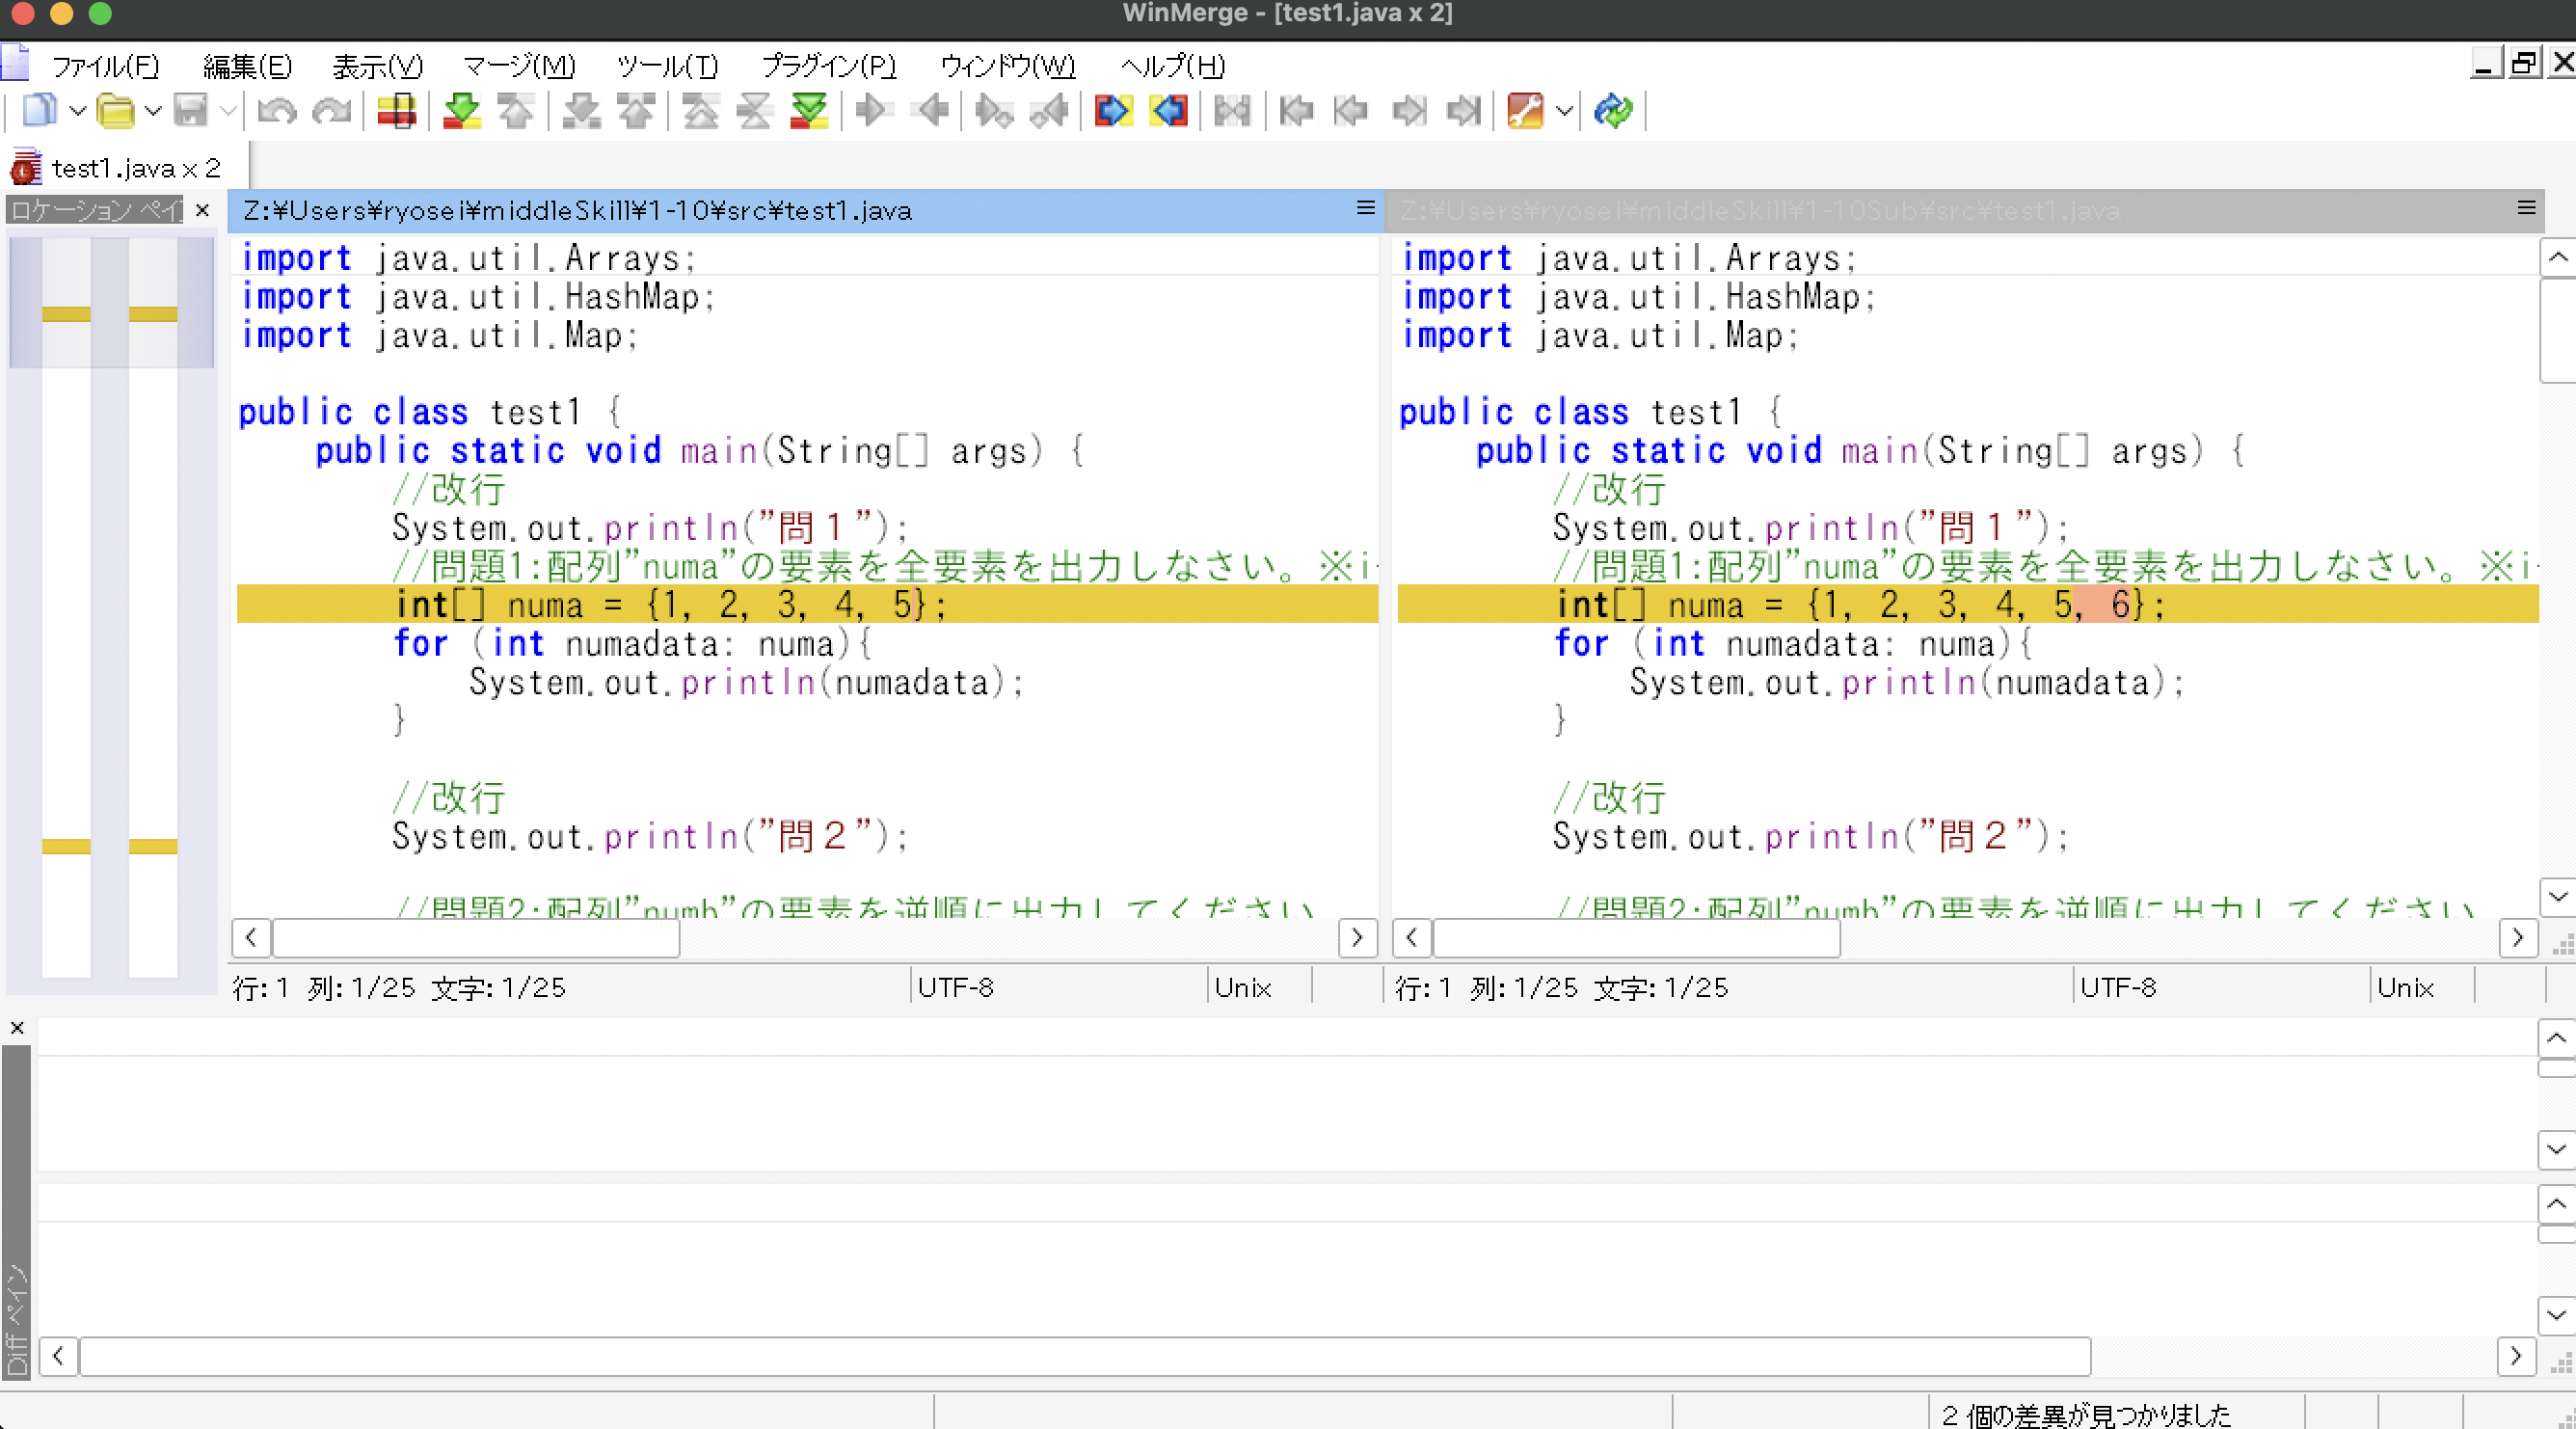 WinMerge - [test1.java x 2]
ファイル(F) 編集(E) 表示(V) マージ(M) ツール(T) プラグイン(P) ウィンドウ(W) ヘルプ(H)
test1.java x 2
ロケーション ペイ
Z:¥Users¥ryosei¥middleSkill¥1-10¥src¥test1.java
import java.util.Arrays;
import java.util.HashMap;
import java.util.Map;
public class test1 {
public static void main(String[] args) {
//改行
System.out.println("問１");
//問題1:配列"numa"の要素を全要素を出力しなさい。※i
int[] numa = {1, 2, 3, 4, 5};
for (int numadata: numa){
System.out.println(numadata);
}
//改行
System.out.println("問２");
//問題2:配列"numb"の要素を逆順に出力してください
行: 1 列: 1/25 文字: 1/25 UTF-8 Unix
Z:¥Users¥ryosei¥middleSkill¥1-10Sub¥src¥test1.java
import java.util.Arrays;
import java.util.HashMap;
import java.util.Map;
public class test1 {
public static void main(String[] args) {
//改行
System.out.println("問１");
//問題1:配列"numa"の要素を全要素を出力しなさい。※i
int[] numa = {1, 2, 3, 4, 5, 6};
for (int numadata: numa){
System.out.println(numadata);
}
//改行
System.out.println("問２");
//問題2:配列"numb"の要素を逆順に出力してください
行: 1 列: 1/25 文字: 1/25 UTF-8 Unix
Diff ペイン
2 個の差異が見つかりました